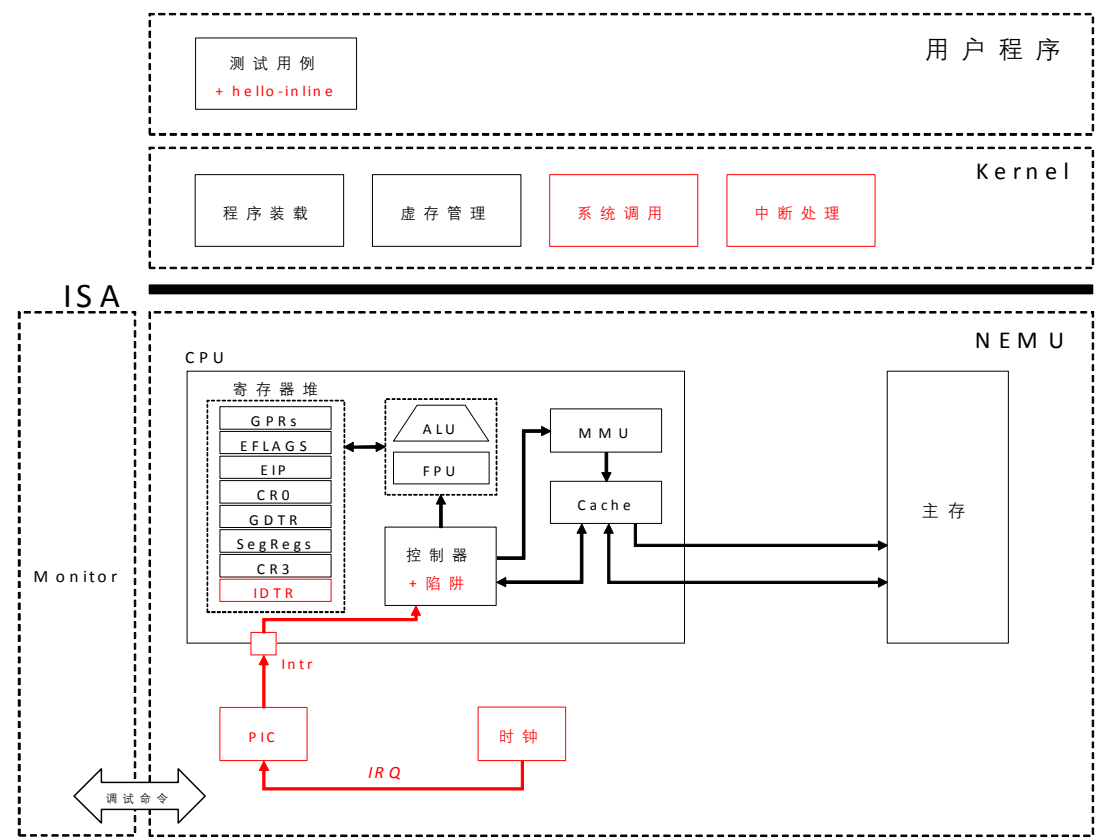 用户程序
测试用例
+ hello-inline
Kernel
程序装载
虚存管理
系统调用
中断处理
ISA
NEMU
Monitor
CPU
寄存器堆
GPRs
EFLAGS
EIP
CR0
GDTR
SegRegs
CR3
IDTR
ALU
FPU
控制器
+ 陷阱
MMU
Cache
主存
Intr
PIC
时钟
IRQ
调试命令